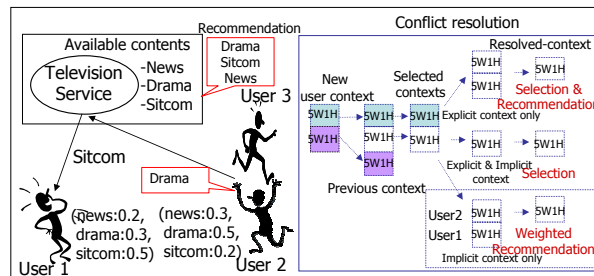 Recommendation
Available contents
Television
Service
-News
-Drama
-Sitcom
Drama
Sitcom
News
User 3
Sitcom
Drama
(news:0.2,
drama:0.3,
sitcom:0.5)
User 1
(news:0.3,
drama:0.5,
sitcom:0.2)
User 2
Conflict resolution
New
user context
Selected
contexts
Resolved-context
5W1H
5W1H
5W1H
5W1H
5W1H
5W1H
Selection &
Recommendation
Explicit context only
5W1H
5W1H
5W1H
5W1H
5W1H
5W1H
Previous context
Explicit & Implicit context
Selection
User2
User1
5W1H
5W1H
5W1H
Weighted
Recommendation
Implicit context only